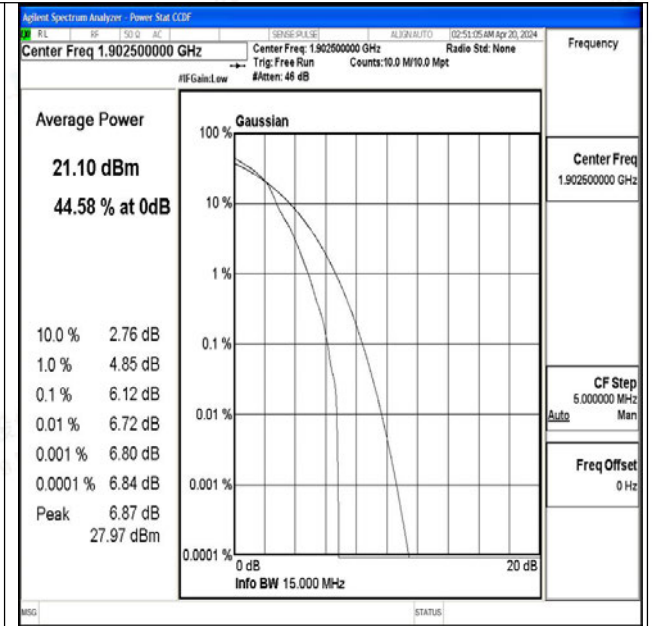 Agilent Spectrum Analyzer - Power Stat CCDF
RL RF 50 Ω AC SENSE:PULSE ALIGN AUTO 02:51:05 AM Apr 20, 2024
Center Freq 1.902500000 GHz
Center Freq: 1.902500000 GHz Radio Std: None
Trig: Free Run Counts:10.0 M/10.0 Mpt
#IFGain:Low #Atten: 46 dB
Frequency
Average Power
21.10 dBm
44.58 % at 0dB
10.0 % 2.76 dB
1.0 % 4.85 dB
0.1 % 6.12 dB
0.01 % 6.72 dB
0.001 % 6.80 dB
0.0001 % 6.84 dB
Peak 6.87 dB
27.97 dBm
Gaussian
100 %
10 %
1 %
0.1 %
0.01 %
0.001 %
0.0001 %
0 dB 20 dB
Info BW 15.000 MHz
Center Freq
1.902500000 GHz
CF Step
5.000000 MHz
Auto Man
Freq Offset
0 Hz
MSG STATUS